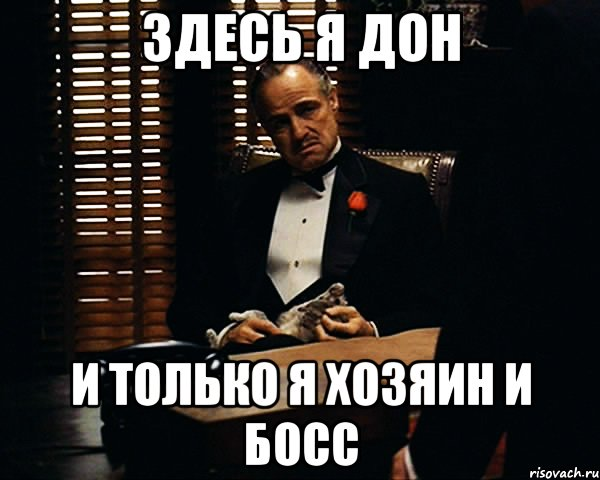 ЗДЕСЬ Я ДОН
И ТОЛЬКО Я ХОЗЯИН И
БОСС
risovach.ru